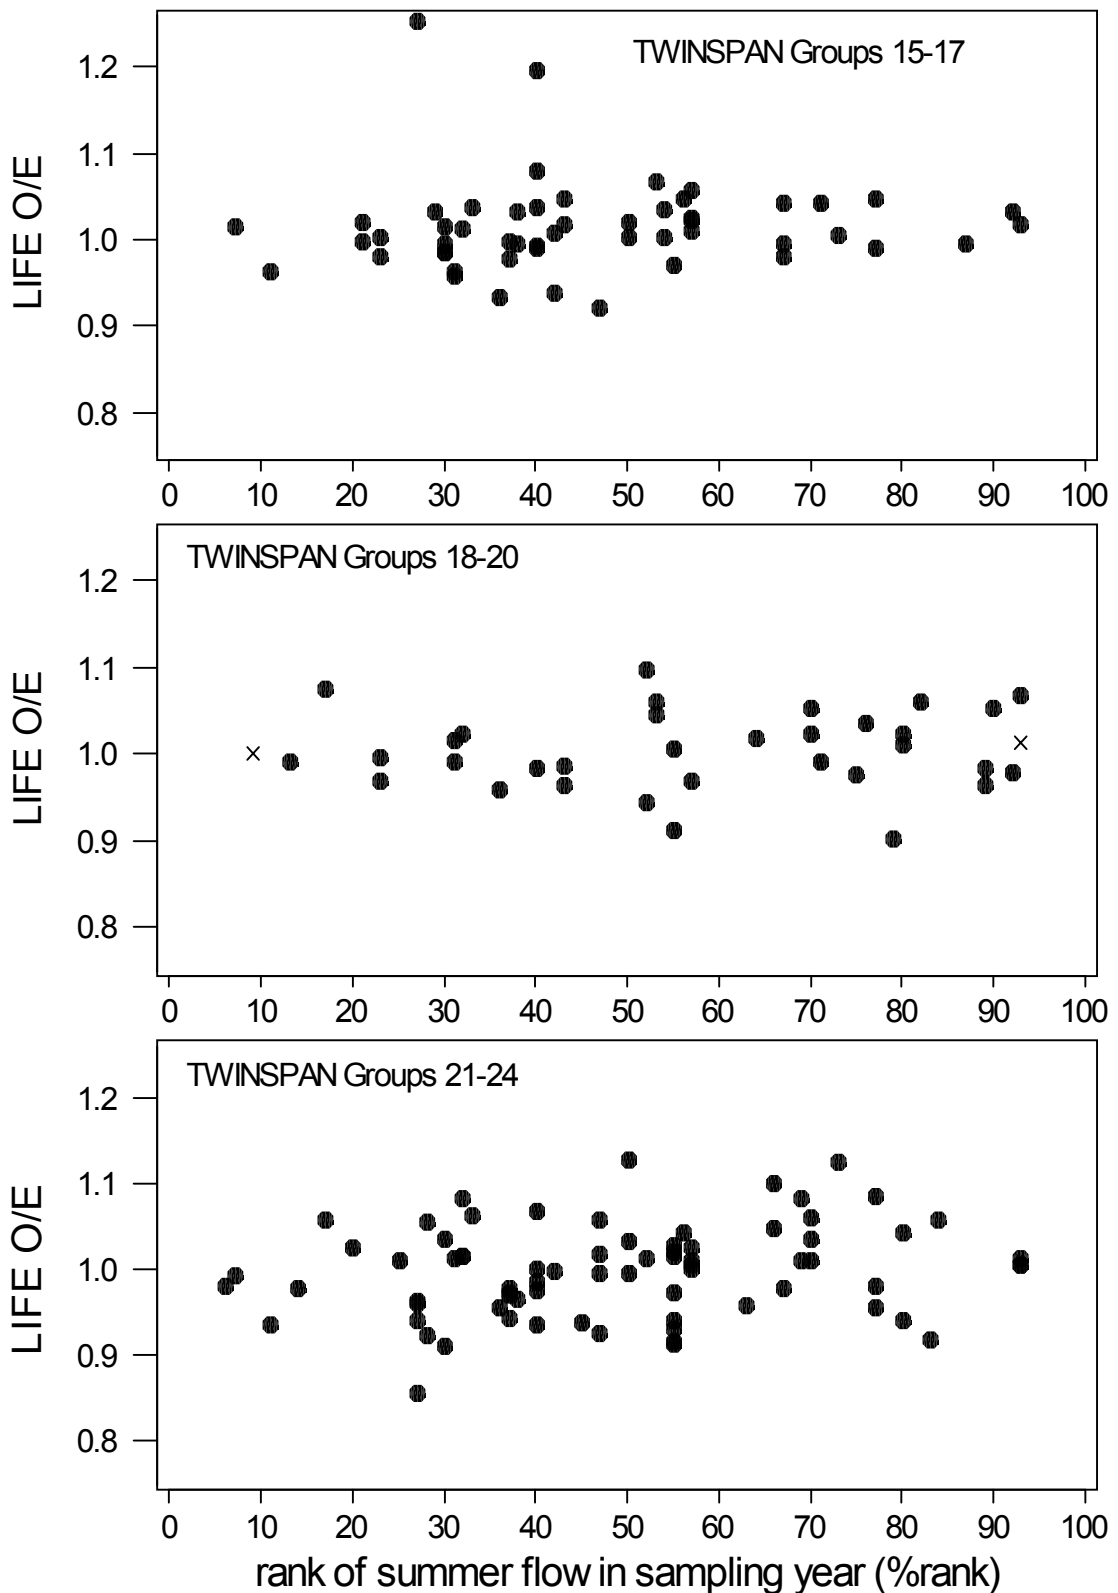 TWINSPAN Groups 15-17
LIFE O/E
1.2
1.1
1.0
0.9
0.8
0 10 20 30 40 50 60 70 80 90 100
TWINSPAN Groups 18-20
LIFE O/E
1.2
1.1
1.0
0.9
0.8
0 10 20 30 40 50 60 70 80 90 100
TWINSPAN Groups 21-24
LIFE O/E
1.2
1.1
1.0
0.9
0.8
0 10 20 30 40 50 60 70 80 90 100
rank of summer flow in sampling year (%rank)